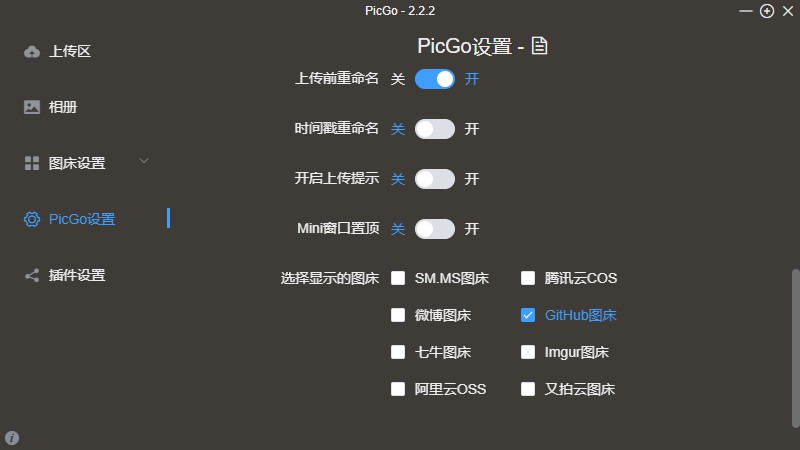 PicGo - 2.2.2
上传区
相册
图床设置
PicGo设置
插件设置
PicGo设置 -
上传前重命名 关 开
时间戳重命名 关 开
开启上传提示 关 开
Mini窗口置顶 关 开
选择显示的图床 SM.MS图床 腾讯云COS
微博图床 GitHub图床
七牛图床 Imgur图床
阿里云OSS 又拍云图床